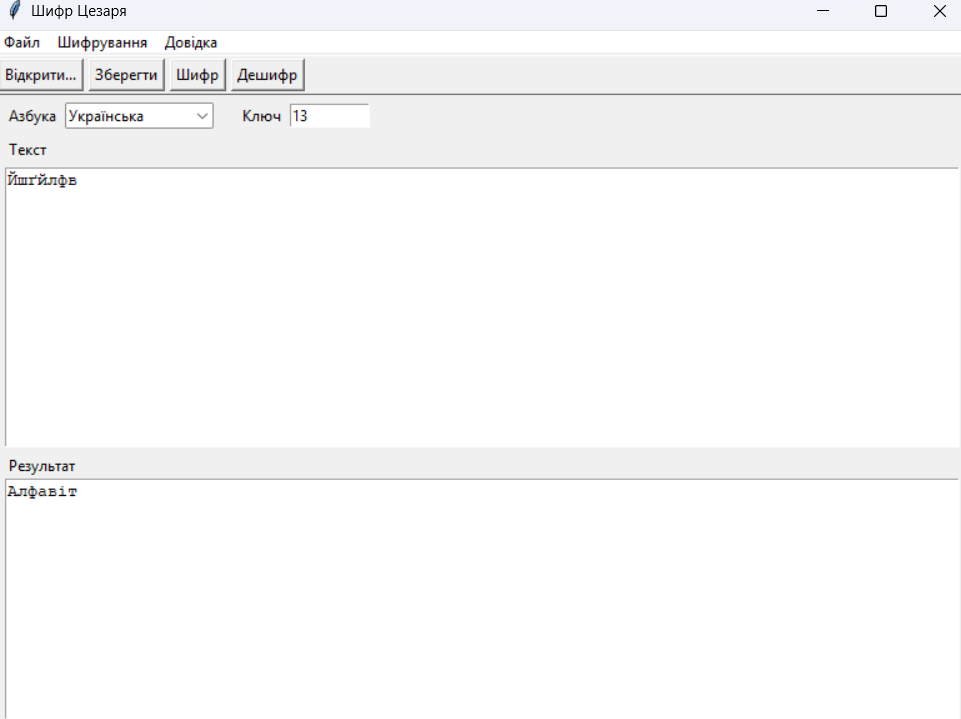 Шифр Цезаря
Файл Шифрування Довідка
Відкрити... Зберегти Шифр Дешифр
Азбука Українська Ключ 13
Текст
Йшґйлфв
Результат
Алфавіт